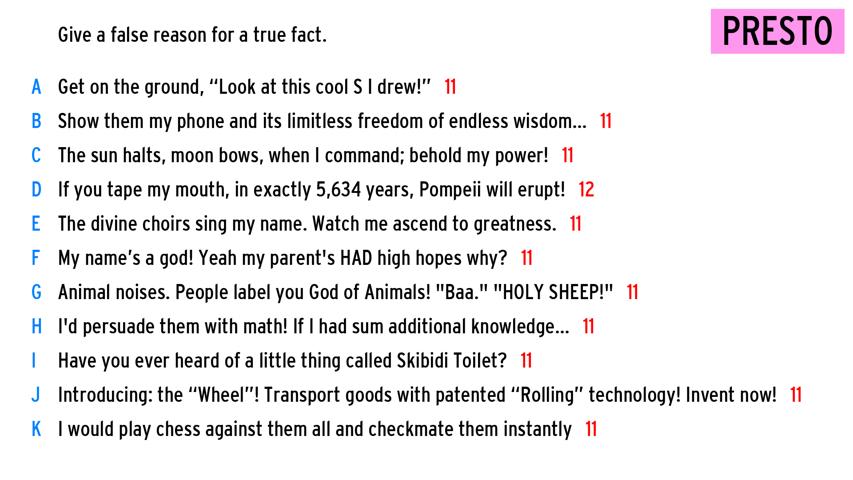 Give a false reason for a true fact.
PRESTO
A Get on the ground, “Look at this cool S I drew!” 11
B Show them my phone and its limitless freedom of endless wisdom... 11
C The sun halts, moon bows, when I command; behold my power! 11
D If you tape my mouth, in exactly 5,634 years, Pompeii will erupt! 12
E The divine choirs sing my name. Watch me ascend to greatness. 11
F My name’s a god! Yeah my parent's HAD high hopes why? 11
G Animal noises. People label you God of Animals! "Baa." "HOLY SHEEP!" 11
H I'd persuade them with math! If I had sum additional knowledge... 11
I Have you ever heard of a little thing called Skibidi Toilet? 11
J Introducing: the “Wheel”! Transport goods with patented “Rolling” technology! Invent now! 11
K I would play chess against them all and checkmate them instantly 11